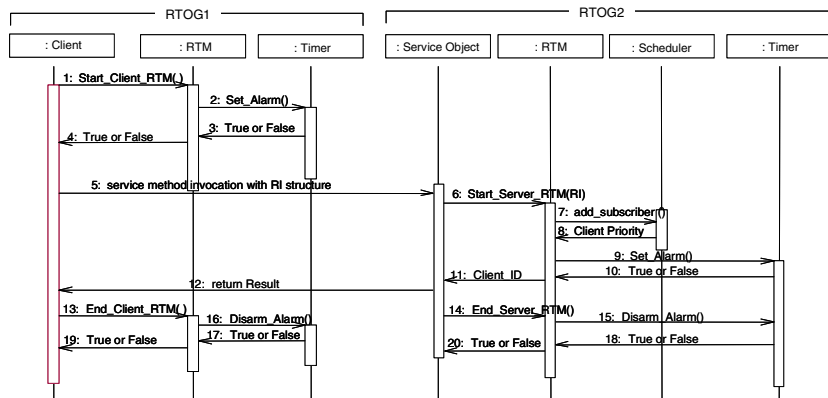 RTOG1
RTOG2
: Client
: RTM
: Timer
: Service Object
: RTM
: Scheduler
: Timer
1: Start_Client_RTM( )
2: Set_Alarm()
3: True or False
4: True or False
5: service method invocation with RI structure
6: Start_Server_RTM(RI)
7: add_subscriber ()
8: Client Priority
9: Set_Alarm()
10: True or False
11: Client_ID
12: return Result
13: End_Client_RTM( )
14: End_Server_RTM()
15: Disarm_Alarm()
16: Disarm_Alarm()
17: True or False
18: True or False
19: True or False
20: True or False